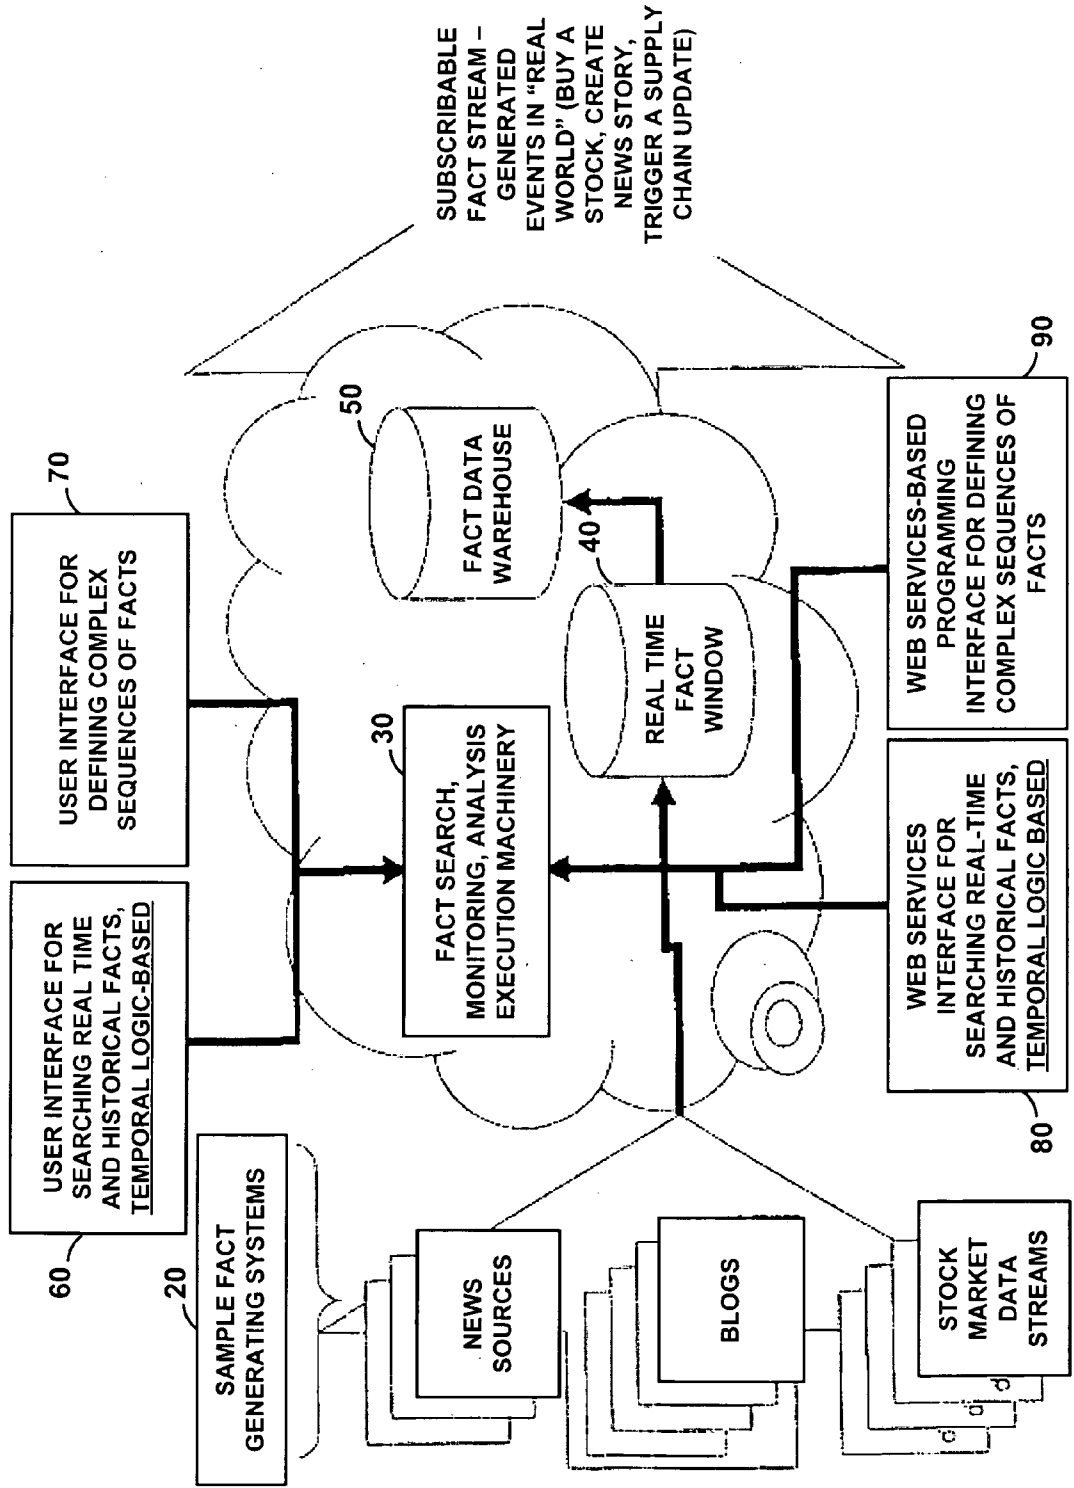 60
USER INTERFACE FOR
SEARCHING REAL TIME
AND HISTORICAL FACTS,
TEMPORAL LOGIC-BASED
70
USER INTERFACE FOR
DEFINING COMPLEX
SEQUENCES OF FACTS
20
SAMPLE FACT
GENERATING SYSTEMS
NEWS
SOURCES
BLOGS
STOCK
MARKET
DATA
STREAMS
d
d
d
30
FACT SEARCH,
MONITORING, ANALYSIS
EXECUTION MACHINERY
50
FACT DATA
WAREHOUSE
40
REAL TIME
FACT
WINDOW
SUBSCRIBABLE
FACT STREAM –
GENERATED
EVENTS IN “REAL
WORLD” (BUY A
STOCK, CREATE
NEWS STORY,
TRIGGER A SUPPLY
CHAIN UPDATE)
80
WEB SERVICES
INTERFACE FOR
SEARCHING REAL-TIME
AND HISTORICAL FACTS,
TEMPORAL LOGIC BASED
90
WEB SERVICES-BASED
PROGRAMMING
INTERFACE FOR DEFINING
COMPLEX SEQUENCES OF
FACTS